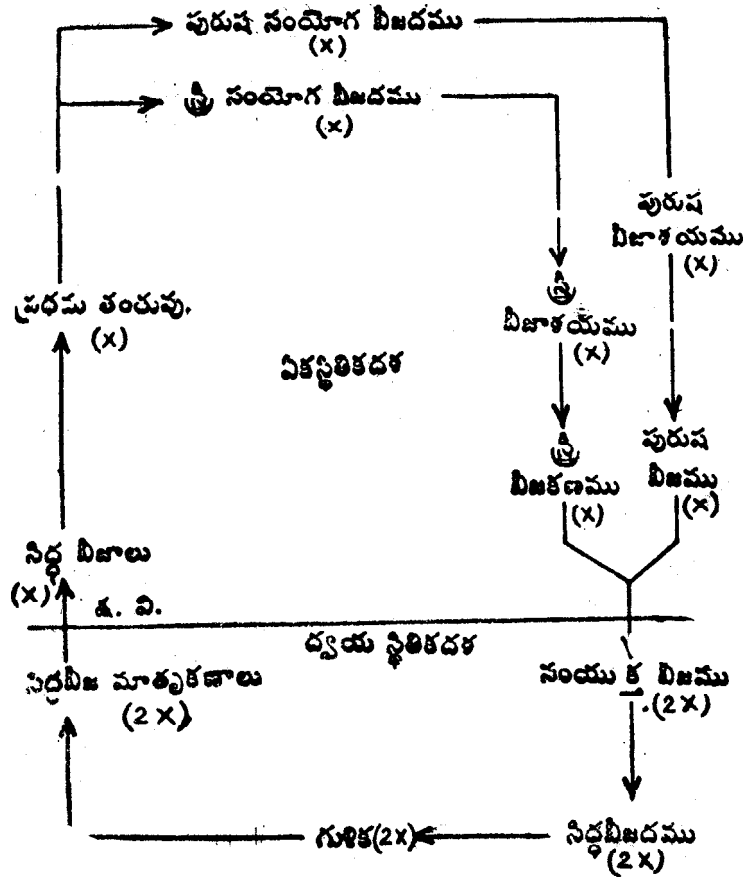 పురుష సంయోగ బీజదము
(x)
స్త్రీ సంయోగ బీజదము
(x)
పురుష
బీజాశయము
(x)
స్త్రీ
బీజాశయము
(x)
ప్రథమ తంతువు.
(x)
ఏకస్థితికదశ
పురుష
బీజము
(x)
స్త్రీ
బీజకణము
(x)
సిద్ధ బీజాలు
(x)
క్ష. వి.
ద్వయ స్థితికదశ
సిద్ధబీజ మాతృకణాలు
(2x)
సంయుక్త బీజము
(2x)
గుళిక(2x)
సిద్ధబీజదము
(2x)